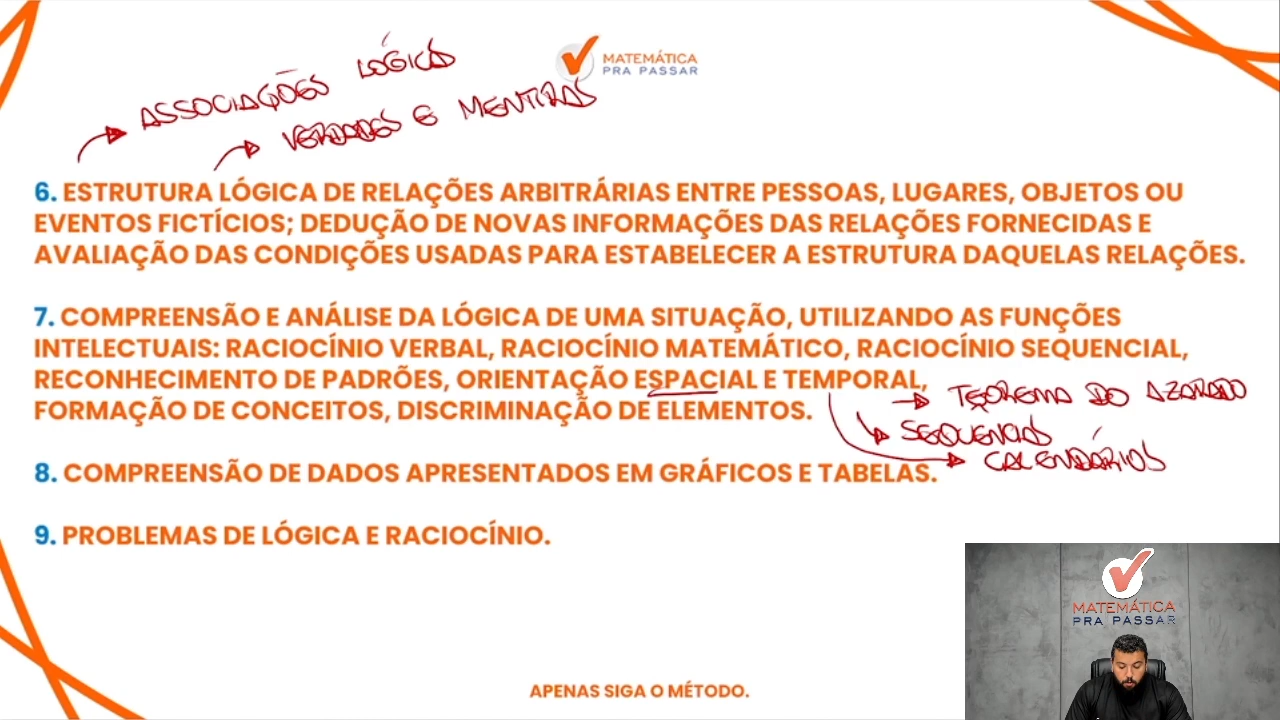 MATEMÁTICA
PRA PASSAR
ASSOCIAÇÕES LÓGICAS
VERDADES E MENTIRAS
6. ESTRUTURA LÓGICA DE RELAÇÕES ARBITRÁRIAS ENTRE PESSOAS, LUGARES, OBJETOS OU
EVENTOS FICTÍCIOS; DEDUÇÃO DE NOVAS INFORMAÇÕES DAS RELAÇÕES FORNECIDAS E
AVALIAÇÃO DAS CONDIÇÕES USADAS PARA ESTABELECER A ESTRUTURA DAQUELAS RELAÇÕES.
7. COMPREENSÃO E ANÁLISE DA LÓGICA DE UMA SITUAÇÃO, UTILIZANDO AS FUNÇÕES
INTELECTUAIS: RACIOCÍNIO VERBAL, RACIOCÍNIO MATEMÁTICO, RACIOCÍNIO SEQUENCIAL,
RECONHECIMENTO DE PADRÕES, ORIENTAÇÃO ESPACIAL E TEMPORAL,
FORMAÇÃO DE CONCEITOS, DISCRIMINAÇÃO DE ELEMENTOS.
TEOREMA DO AZARADO
SEQUENCIAS
CALENDÁRIOS
8. COMPREENSÃO DE DADOS APRESENTADOS EM GRÁFICOS E TABELAS.
9. PROBLEMAS DE LÓGICA E RACIOCÍNIO.
MATEMÁTICA
PRA PASSAR
APENAS SIGA O MÉTODO.